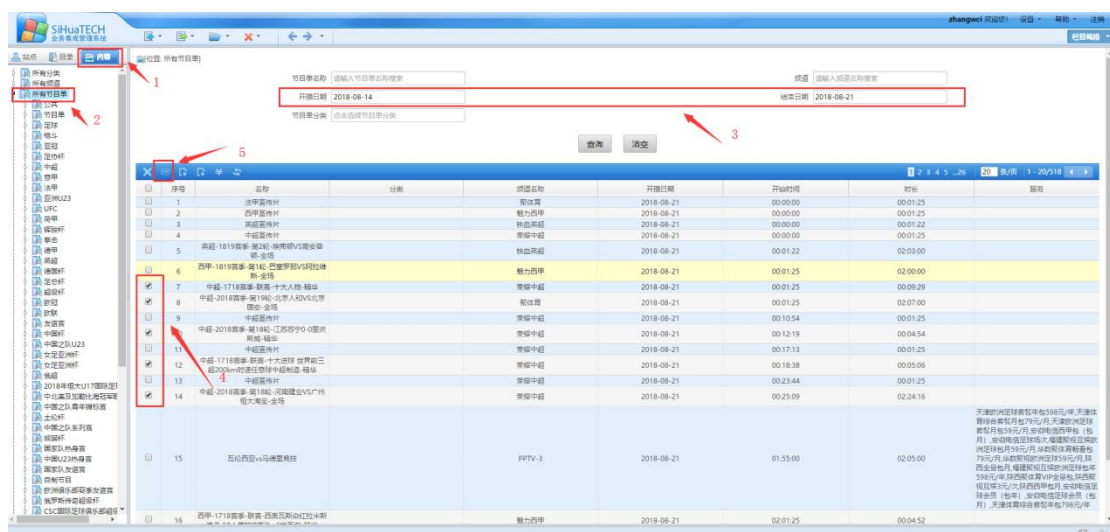 zhangwei 欢迎您! 设置 帮助 注销
SiHuaTECH
业务集成管理系统
栏目编排
站点 目录 内容
[位置: 所有节目单]
1
所有分类
所有频道
所有节目单
2
公共
节目单
足球
格斗
亚冠
足协杯
中超
意甲
法甲
亚洲U23
UFC
荷甲
辉骏杯
拳击
德甲
英超
德国杯
足总杯
超级杯
欧冠
欧联
友谊赛
中国杯
中国之队U23
女足亚洲杯
女足亚洲杯
俄超
2018年恒大U17国际足
中北美及加勒比海冠军
中国之队青年锦标赛
土伦杯
中国之队系列赛
熊猫杯
国家队热身赛
中国U23热身赛
国家队友谊赛
自制节目
欧洲俱乐部夏季友谊赛
俄罗斯传奇超级杯
CSC国际足球俱乐部超
节目单名称 请输入节目单名称搜索 频道 请输入频道名称搜索
开播日期 2018-08-14 结束日期 2018-08-21
节目单分类 点击选择节目单分类
3
查询 清空
5
1 2 3 4 5 ..26 20 条/页 1 - 20/518
序号 名称 分类 频道名称 开播日期 开始时间 时长 服务
1 法甲宣传片 聚体育 2018-08-21 00:00:00 00:01:25
2 西甲宣传片 魅力西甲 2018-08-21 00:00:00 00:01:25
3 英超宣传片 铁血英超 2018-08-21 00:00:00 00:01:22
4 中超宣传片 荣耀中超 2018-08-21 00:00:00 00:01:25
5 英超-1819赛季-第2轮-埃弗顿VS南安普顿-全场 铁血英超 2018-08-21 00:01:22 02:03:00
6 西甲-1819赛季-第1轮-巴塞罗那VS阿拉维斯-全场 魅力西甲 2018-08-21 00:01:25 02:00:00
7 中超-1718赛季-联赛-十大人物-精华 荣耀中超 2018-08-21 00:01:25 00:09:29
8 中超-2018赛季-第19轮-北京人和VS北京国安-全场 聚体育 2018-08-21 00:01:25 02:07:00
9 中超宣传片 荣耀中超 2018-08-21 00:10:54 00:01:25
中超-2018赛季-第18轮-江苏苏宁0-0重庆斯威-精华 荣耀中超 2018-08-21 00:12:19 00:04:54
11 中超宣传片 荣耀中超 2018-08-21 00:17:13 00:01:25
12 中超-1718赛季-联赛-十大进球 世界前三超200km时速任意球中超制造-精华 荣耀中超 2018-08-21 00:18:38 00:05:06
4
13 中超宣传片 荣耀中超 2018-08-21 00:23:44 00:01:25
14 中超-2018赛季-第18轮-河南建业VS广州恒大淘宝-全场 荣耀中超 2018-08-21 00:25:09 02:24:16
15 瓦伦西亚vs马德里竞技 PPTV-3 2018-08-21 01:55:00 02:05:00
16 西甲-1718赛季-联赛-西奥瓦斯染红拉米斯 魅力西甲 2018-08-21 02:01:25 00:04:52